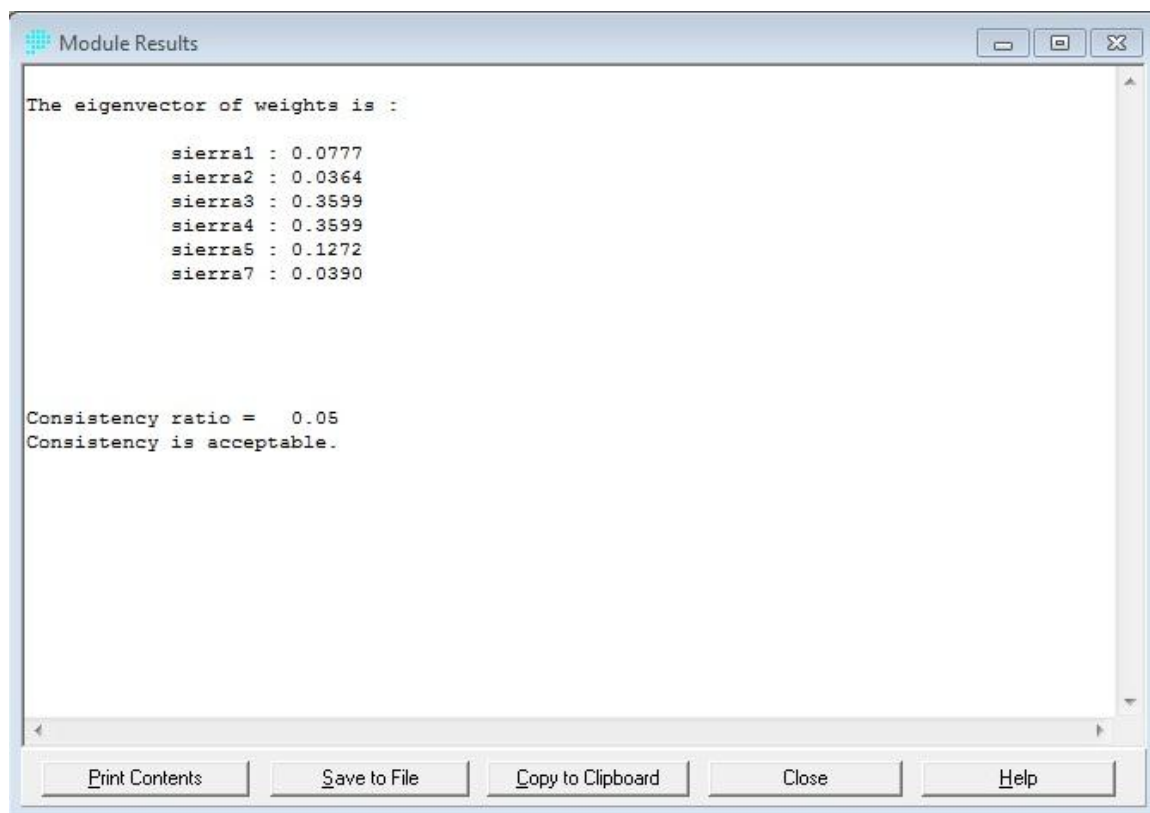 Module Results
The eigenvector of weights is :
sierra1 : 0.0777
sierra2 : 0.0364
sierra3 : 0.3599
sierra4 : 0.3599
sierra5 : 0.1272
sierra7 : 0.0390
Consistency ratio = 0.05
Consistency is acceptable.
Print Contents Save to File Copy to Clipboard Close Help